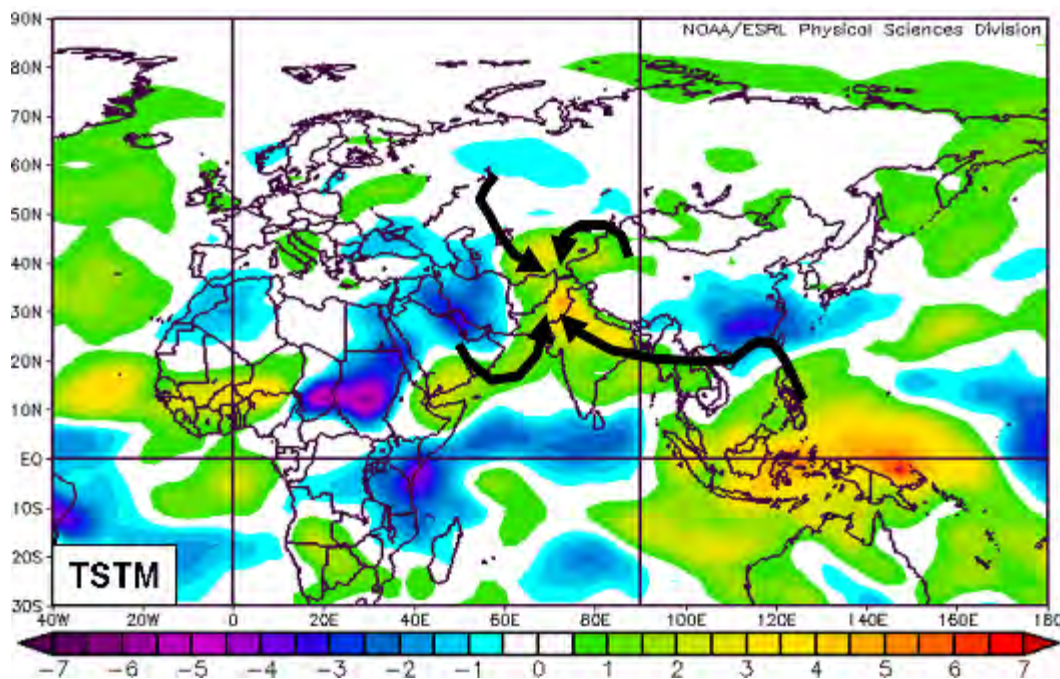 NOAA/ESRL Physical Sciences Division
90N
80N
70N
60N
50N
40N
30N
20N
10N
EQ
10S
20S
30S
TSTM
40W 20W 0 20E 40E 60E 80E 100E 120E 140E 160E 180
-7 -6 -5 -4 -3 -2 -1 0 1 2 3 4 5 6 7